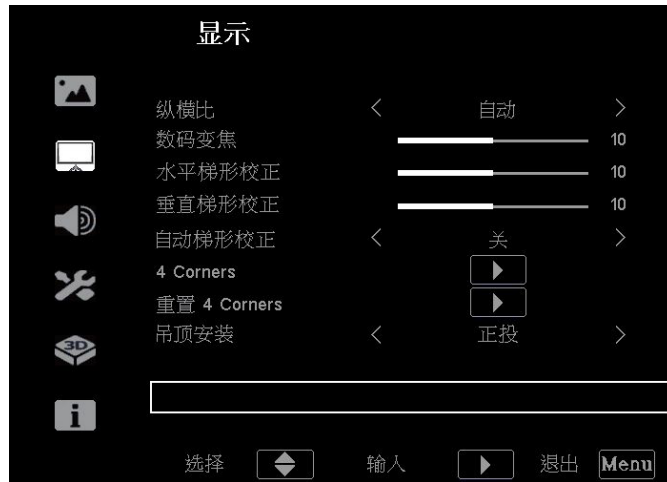 显示
纵横比 自动
数码变焦 10
水平梯形校正 10
垂直梯形校正 10
自动梯形校正 关
4 Corners
重置 4 Corners
吊顶安装 正投
3D
i
选择 输入 退出 Menu